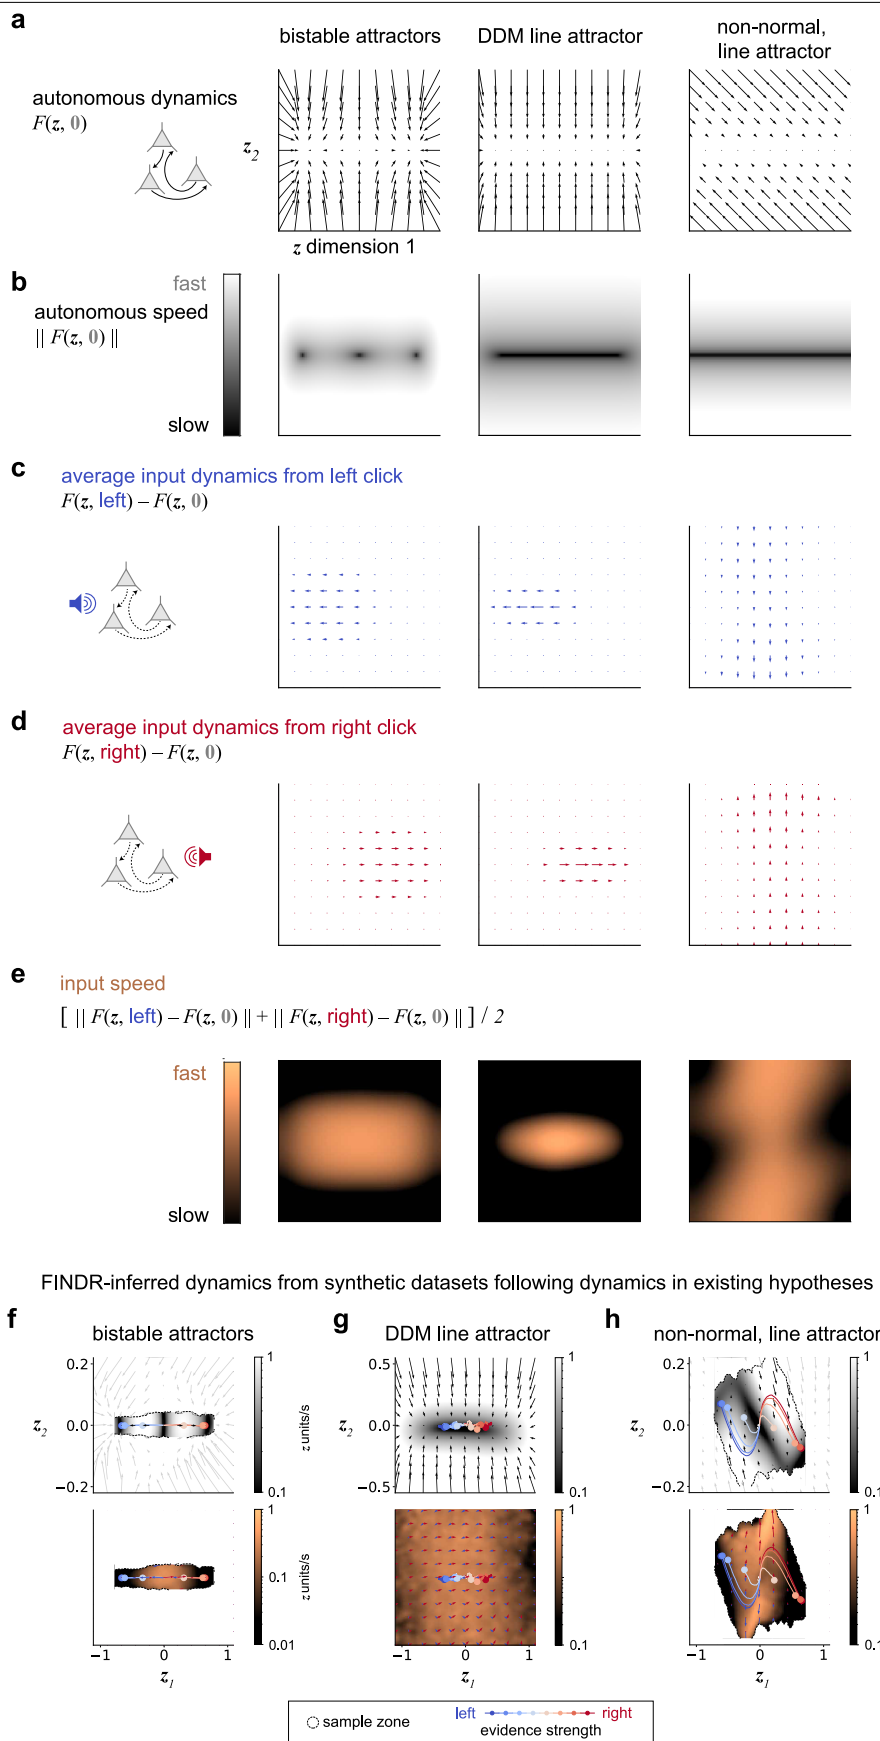 a
bistable attractors
DDM line attractor
non-normal,
line attractor
autonomous dynamics
F(z, 0)
z2
z dimension 1
b
fast
autonomous speed
|| F(z, 0) ||
slow
c
average input dynamics from left click
F(z, left) – F(z, 0)
d
average input dynamics from right click
F(z, right) – F(z, 0)
e
input speed
[ || F(z, left) – F(z, 0) || + || F(z, right) – F(z, 0) || ] / 2
fast
slow
FINDR-inferred dynamics from synthetic datasets following dynamics in existing hypotheses
f
bistable attractors
g
DDM line attractor
h
non-normal, line attractor
0.2
0.0
−0.2
z2
1
0.1
z units/s
0.5
0.0
−0.5
z2
1
0.1
0.2
0.0
−0.2
z2
1
0.1
1
0.1
0.01
z units/s
1
0.1
1
0.1
−1 0 1
z1
−1 0 1
z1
−1 0 1
z1
sample zone
left right
evidence strength